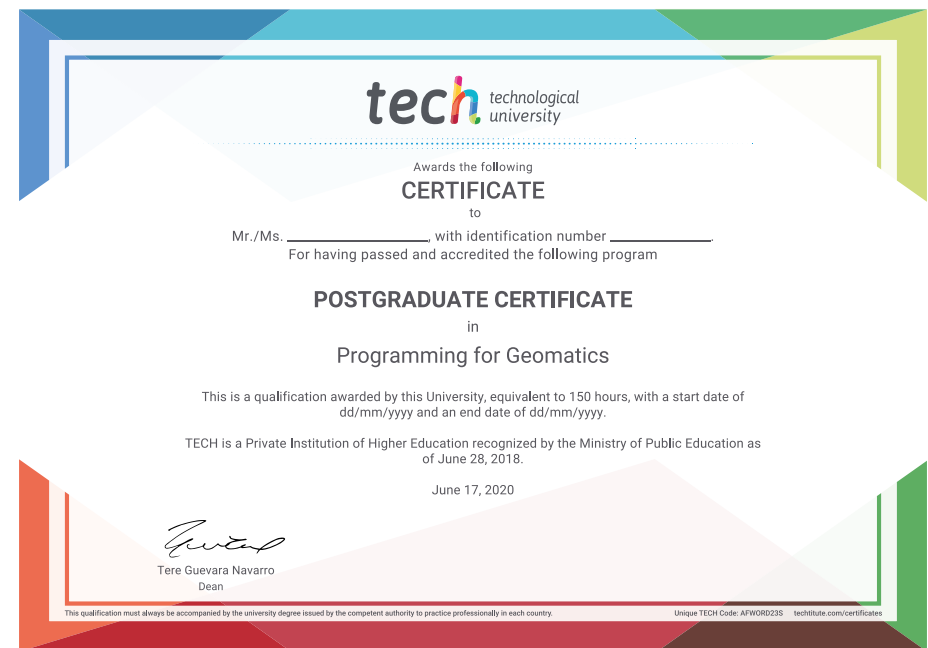 tech technological
university
Awards the following
CERTIFICATE
to
Mr./Ms. ____________________, with identification number ______________.
For having passed and accredited the following program
POSTGRADUATE CERTIFICATE
in
Programming for Geomatics
This is a qualification awarded by this University, equivalent to 150 hours, with a start date of
dd/mm/yyyy and an end date of dd/mm/yyyy.
TECH is a Private Institution of Higher Education recognized by the Ministry of Public Education as
of June 28, 2018.
June 17, 2020
Tere Guevara Navarro
Dean
This qualification must always be accompanied by the university degree issued by the competent authority to practice professionally in each country. Unique TECH Code: AFWORD23S techtitute.com/certificates